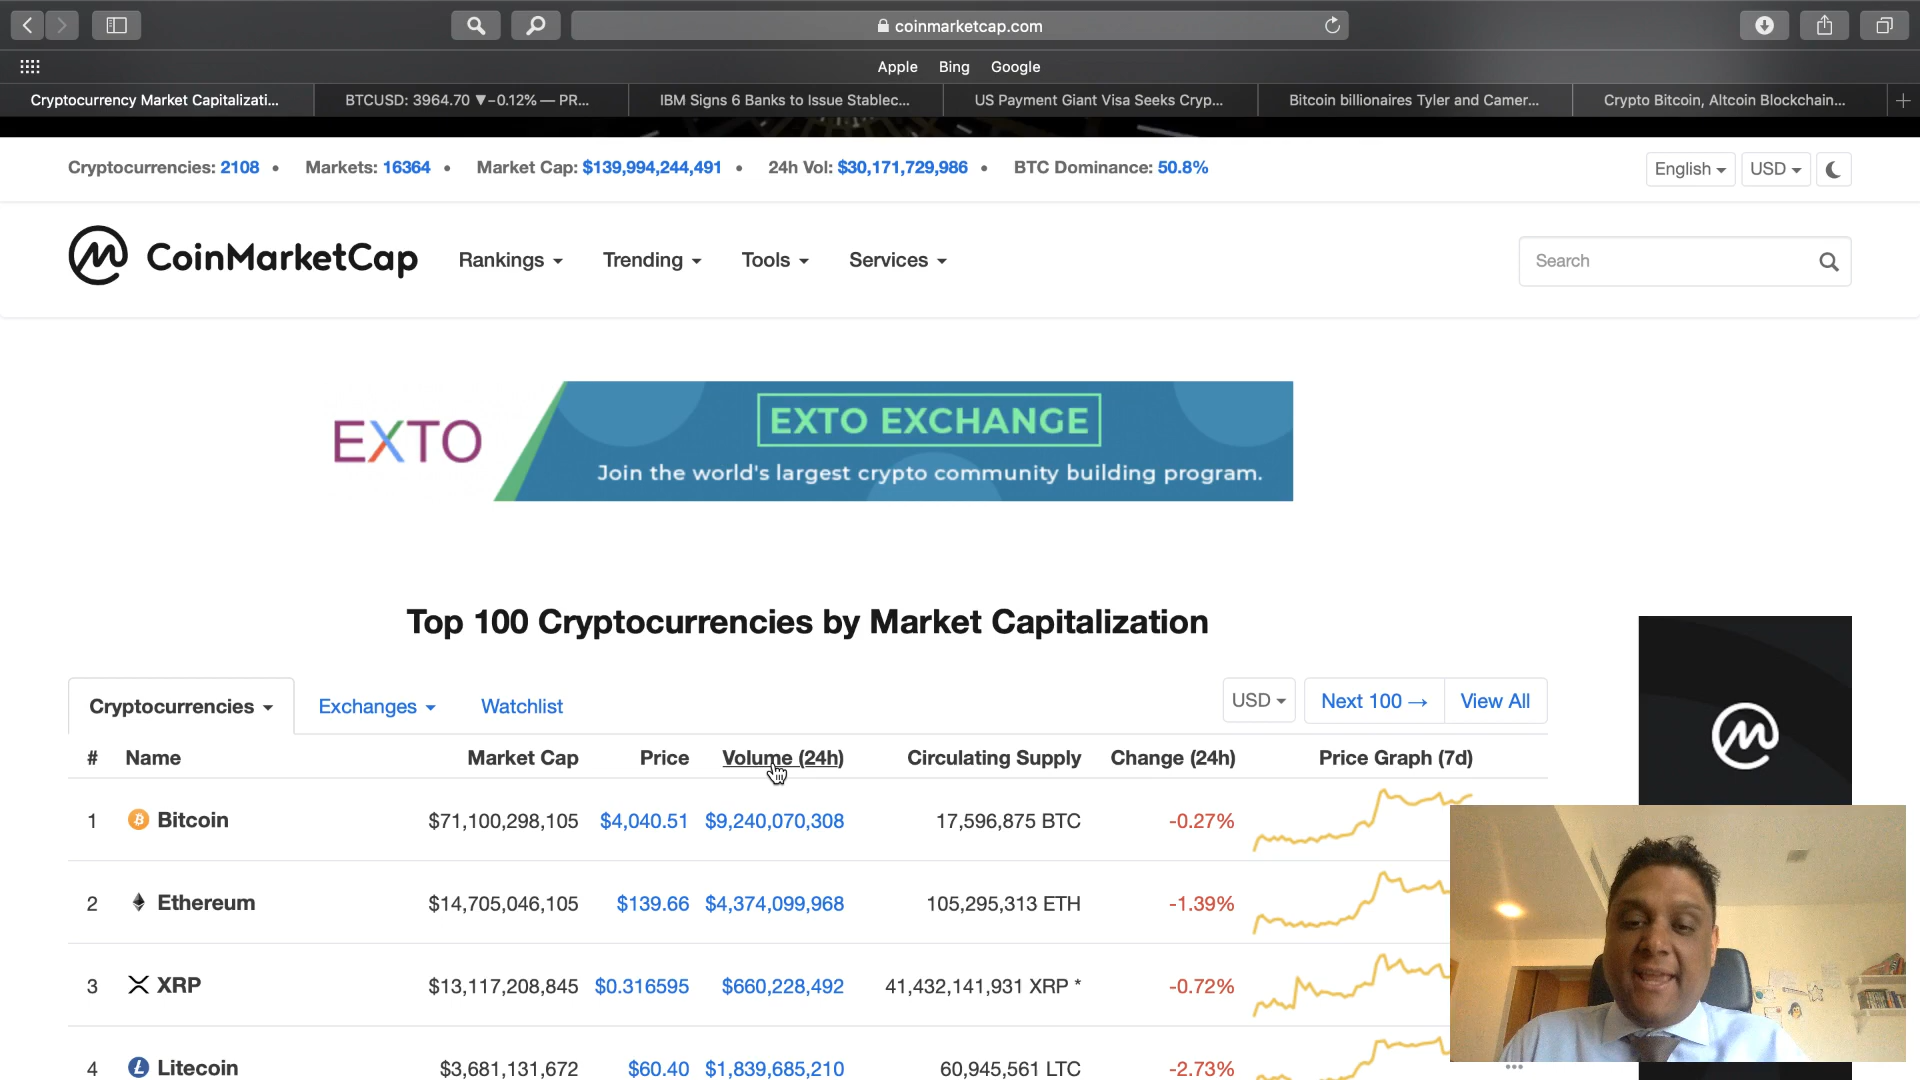 coinmarketcap.com
Apple Bing Google
Cryptocurrency Market Capitalizati... BTCUSD: 3964.70 ▼−0.12% — PR... IBM Signs 6 Banks to Issue Stablec... US Payment Giant Visa Seeks Cryp... Bitcoin billionaires Tyler and Camer... Crypto Bitcoin, Altcoin Blockchain...
Cryptocurrencies: 2108 • Markets: 16364 • Market Cap: $139,994,244,491 • 24h Vol: $30,171,729,986 • BTC Dominance: 50.8% English USD
CoinMarketCap Rankings Trending Tools Services Search
EXTO EXCHANGE
EXTO
Join the world's largest crypto community building program.
Top 100 Cryptocurrencies by Market Capitalization
Cryptocurrencies Exchanges Watchlist USD Next 100 → View All
# Name Market Cap Price Volume (24h) Circulating Supply Change (24h) Price Graph (7d)
1 Bitcoin $71,100,298,105 $4,040.51 $9,240,070,308 17,596,875 BTC -0.27%
2 Ethereum $14,705,046,105 $139.66 $4,374,099,968 105,295,313 ETH -1.39%
3 XRP $13,117,208,845 $0.316595 $660,228,492 41,432,141,931 XRP * -0.72%
4 Litecoin $3,681,131,672 $60.40 $1,839,685,210 60,945,561 LTC -2.73%